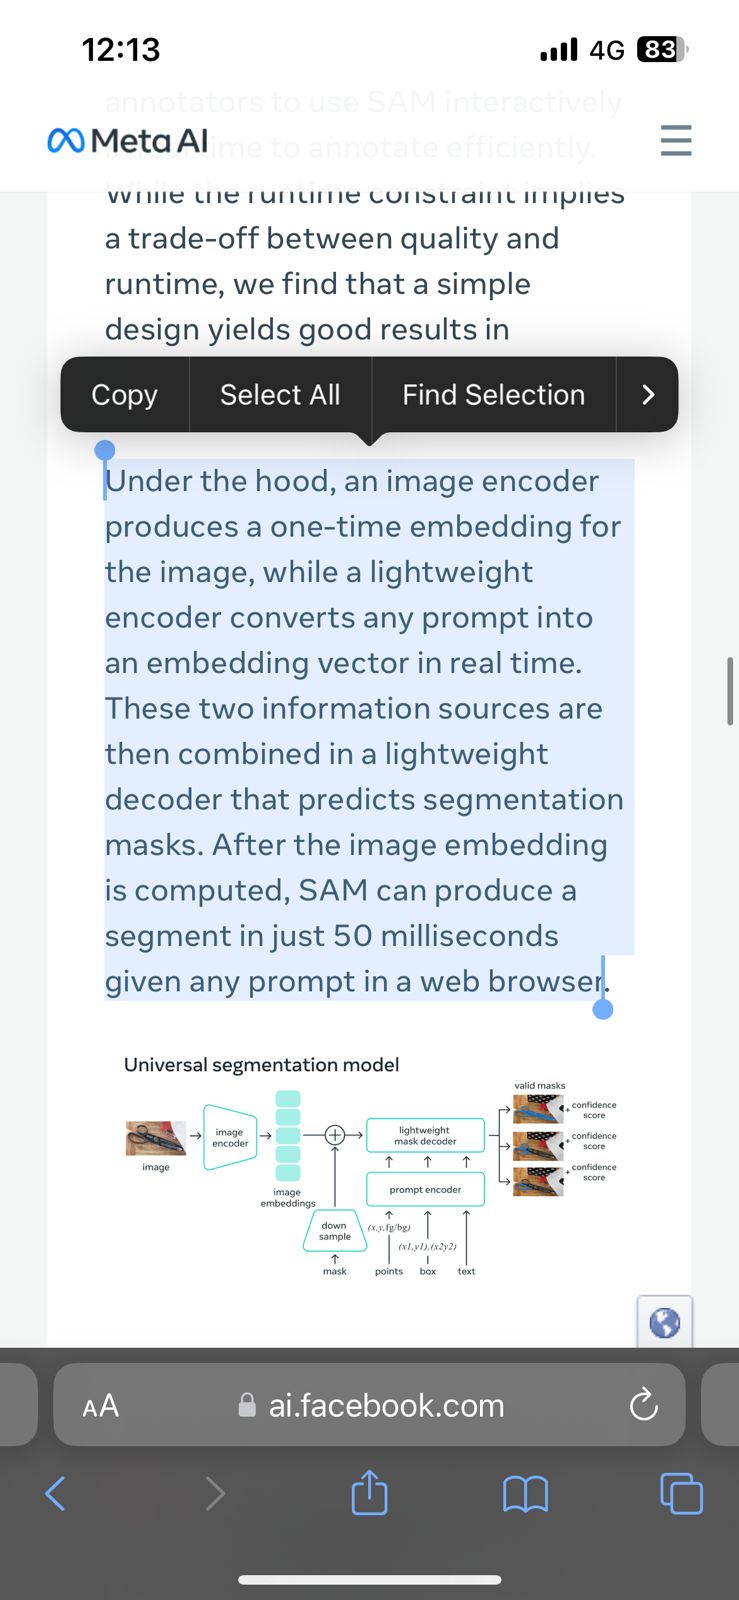 12:13
4G 83
annotators to use SAM interactively
Meta AI
time to annotate efficiently.
While the runtime constraint implies
a trade-off between quality and
runtime, we find that a simple
design yields good results in
Copy Select All Find Selection
Under the hood, an image encoder
produces a one-time embedding for
the image, while a lightweight
encoder converts any prompt into
an embedding vector in real time.
These two information sources are
then combined in a lightweight
decoder that predicts segmentation
masks. After the image embedding
is computed, SAM can produce a
segment in just 50 milliseconds
given any prompt in a web browser.
Universal segmentation model
valid masks
image
image
encoder
image
embeddings
down
sample
mask
lightweight
mask decoder
prompt encoder
(x,y,fg/bg)
(x1,y1),(x2y2)
points box text
, confidence
score
, confidence
score
, confidence
score
AA ai.facebook.com